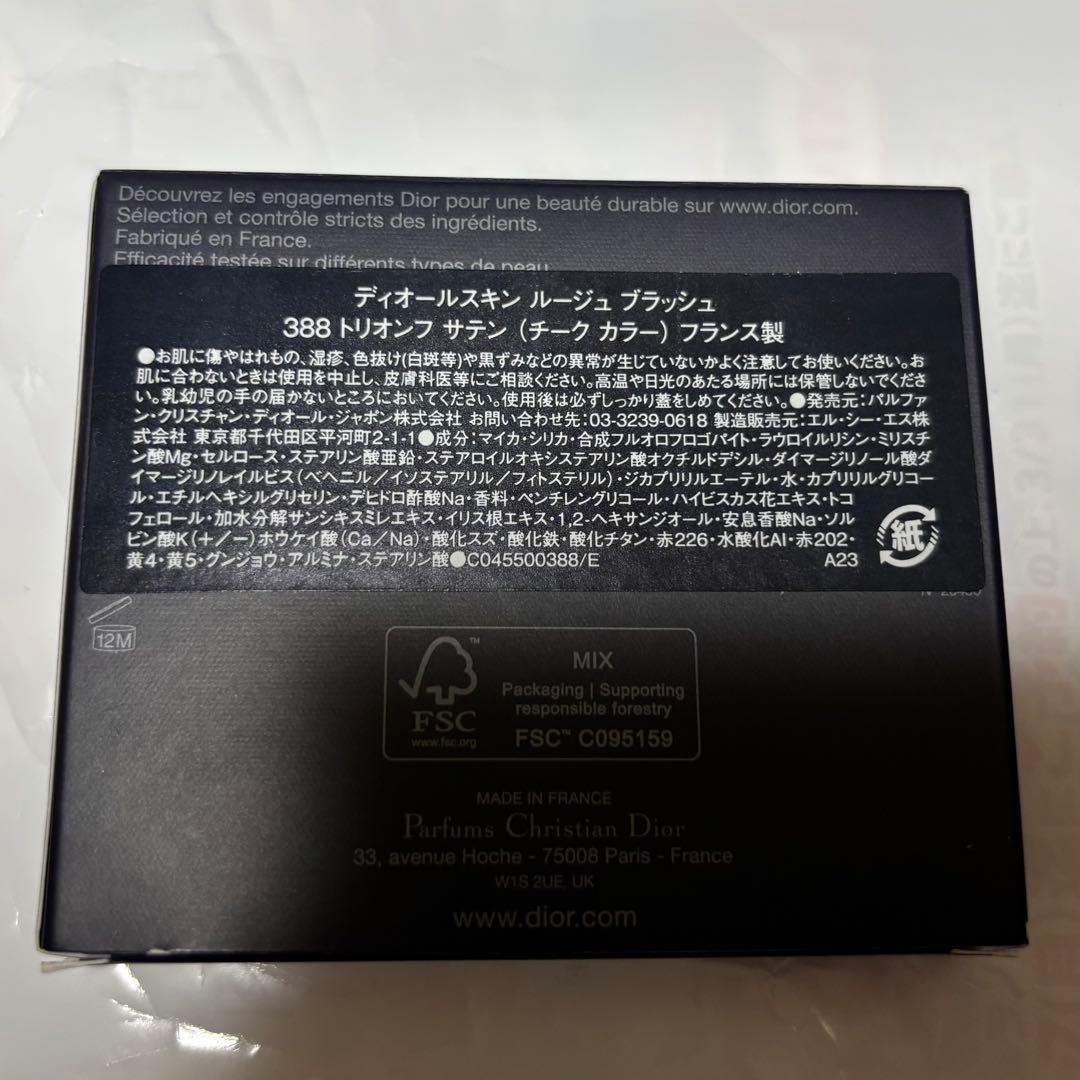 Découvrez les engagements Dior pour une beauté durable sur www.dior.com.
Sélection et contrôle stricts des ingrédients.
Fabriqué en France.
Efficacité testée sur différents types de peau
ディオールスキン ルージュ ブラッシュ
388 トリオンフ サテン (チーク カラー) フランス製
●お肌に傷やはれもの、湿疹、色抜け(白斑等)や黒ずみなどの異常が生じていないかよく注意してお使いください。お
肌に合わないときは使用を中止し、皮膚科医等にご相談ください。高温や日光のあたる場所には保管しないでくださ
い。乳幼児の手の届かないところにおいてください。使用後は必ずしっかり蓋をしめてください。●発売元:パルファ
ン・クリスチャン・ディオール・ジャポン株式会社 お問い合わせ先:03-3239-0618 製造販売元:エル・シー・エス株
式会社 東京都千代田区平河町2-1-1●成分:マイカ・シリカ・合成フルオロフロゴパイト・ラウロイルリシン・ミリスチ
ン酸Mg・セルロース・ステアリン酸亜鉛・ステアロイルオキシステアリン酸オクチルドデシル・ダイマージリノール酸ダ
イマージリノレイルビス(ベヘニル/イソステアリル/フィトステリル)・ジカプリリルエーテル・水・カプリリルグリコー
ル・エチルヘキシルグリセリン・デヒドロ酢酸Na・香料・ペンチレングリコール・ハイビスカス花エキス・トコ
フェロール・加水分解サンシキスミレエキス・イリス根エキス・1,2-ヘキサンジオール・安息香酸Na・ソル
ビン酸K(+/-)ホウケイ酸(Ca/Na)・酸化スズ・酸化鉄・酸化チタン・赤226・水酸化Al・赤202・
黄4・黄5・グンジョウ・アルミナ・ステアリン酸●C045500388/E A23
紙
12M
FSC™
www.fsc.org
MIX
Packaging | Supporting
responsible forestry
FSC™ C095159
MADE IN FRANCE
Parfums Christian Dior
33, avenue Hoche - 75008 Paris - France
W1S 2UE, UK
www.dior.com